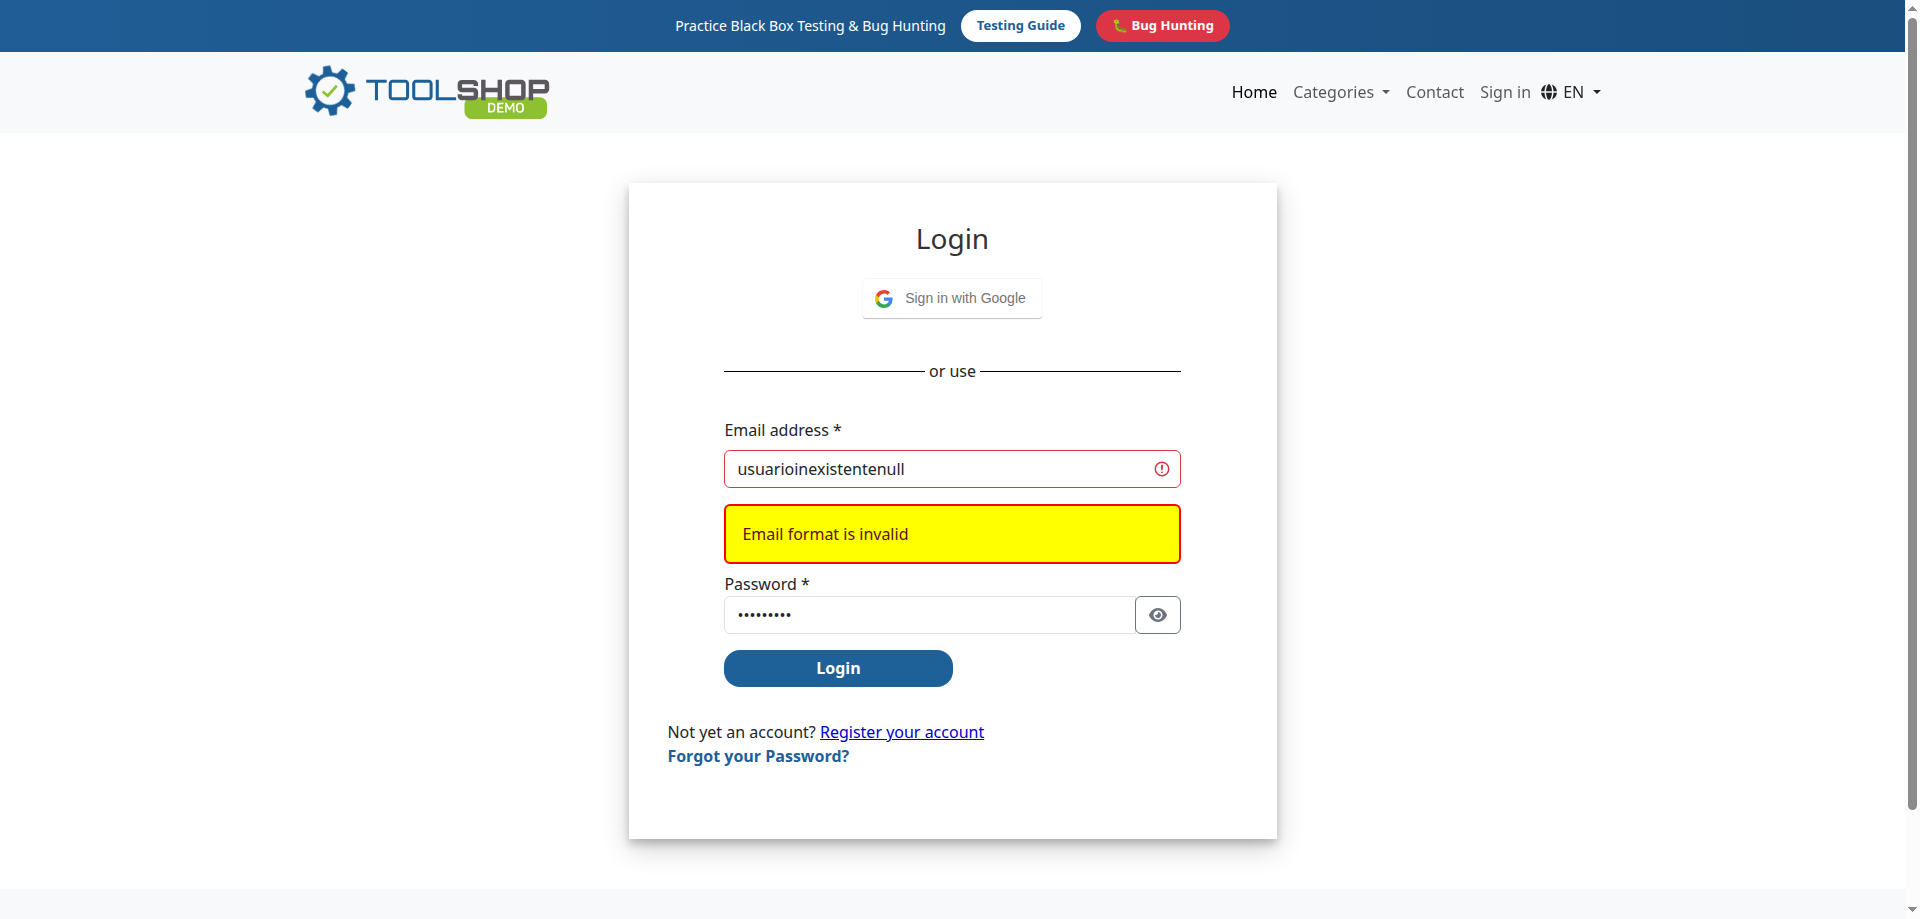 Practice Black Box Testing & Bug Hunting Testing Guide Bug Hunting
TOOLSHOP
DEMO
Home Categories Contact Sign in EN
Login
Sign in with Google
or use
Email address *
usuarioinexistentenull
Email format is invalid
Password *
•••••••••
Login
Not yet an account? Register your account
Forgot your Password?